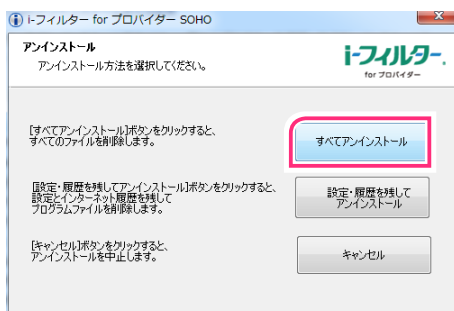 i-フィルター for プロバイダー SOHO
アンインストール
アンインストール方法を選択してください。
i-フィルター.
for プロバイダー
[すべてアンインストール]ボタンをクリックすると、
すべてのファイルを削除します。
すべてアンインストール
[設定・履歴を残してアンインストール]ボタンをクリックすると、
設定とインターネット履歴を残して
プログラムファイルを削除します。
設定・履歴を残して
アンインストール
[キャンセル]ボタンをクリックすると、
アンインストールを中止します。
キャンセル